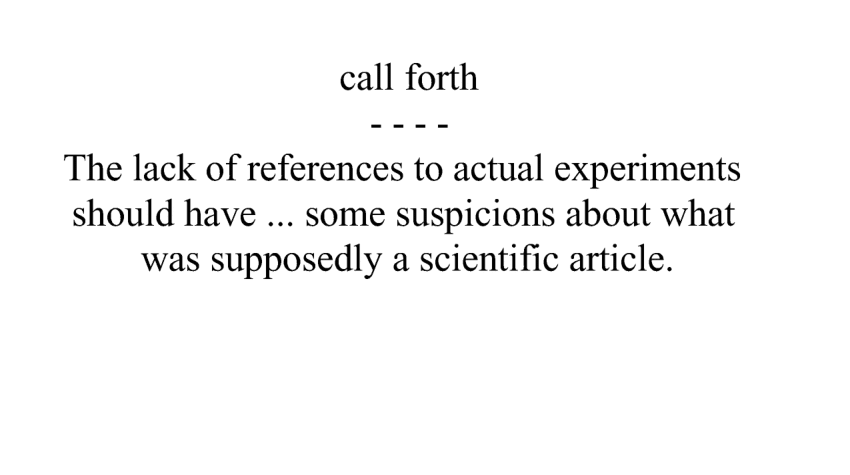 call forth
- - - -
The lack of references to actual experiments
should have ... some suspicions about what
was supposedly a scientific article.